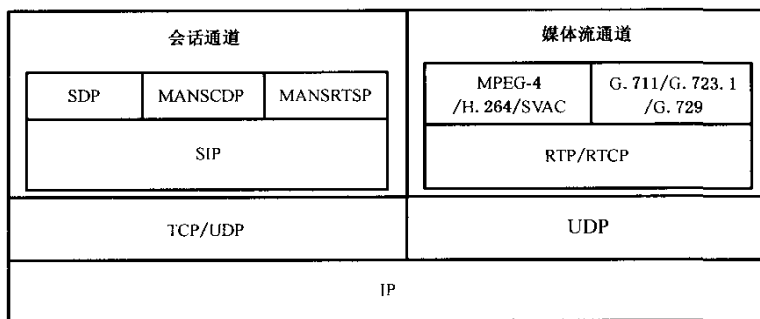 会话通道
媒体流通道
SDP
MANSCDP
MANSRTSP
SIP
MPEG-4
/H. 264/SVAC
G. 711/G. 723. 1
/G. 729
RTP/RTCP
TCP/UDP
UDP
IP